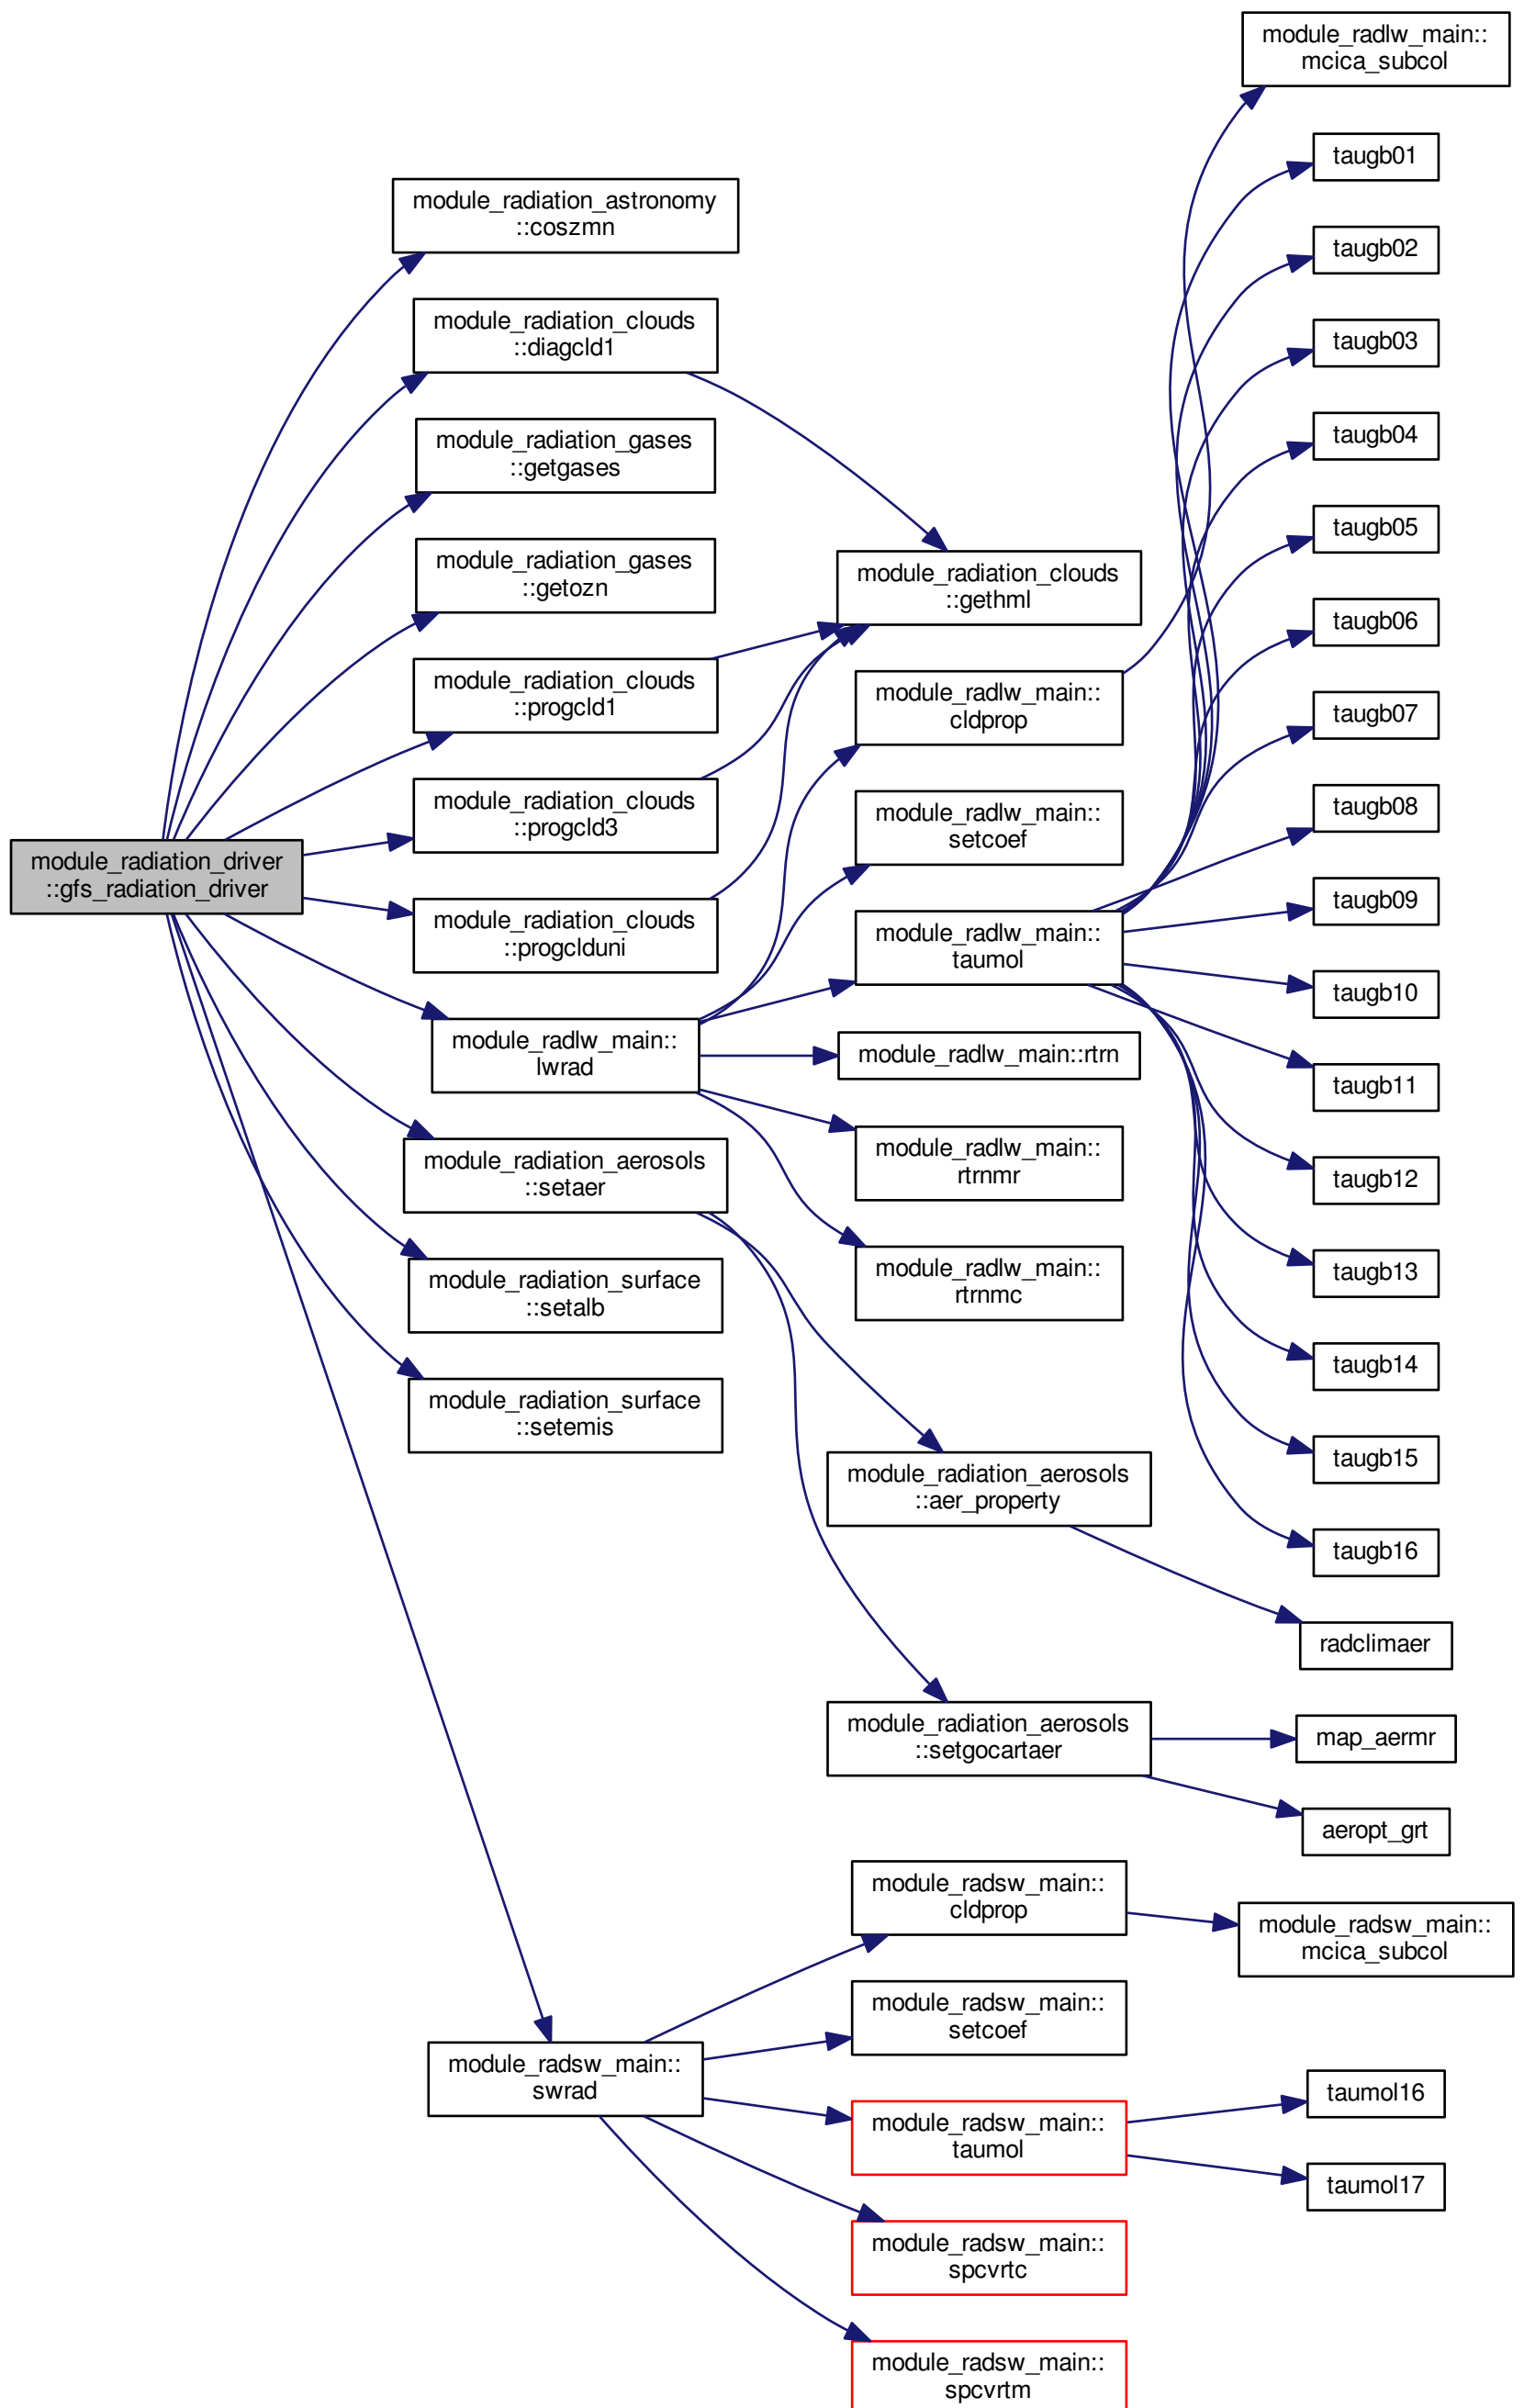 module_radlw_main::
mcica_subcol
taugb01
module_radiation_astronomy
::coszmn
taugb02
module_radiation_clouds
::diagcld1
taugb03
module_radiation_gases
::getgases
taugb04
taugb05
module_radiation_gases
::getozn
module_radiation_clouds
::gethml
taugb06
module_radiation_clouds
::progcld1
module_radlw_main::
cldprop
taugb07
module_radiation_clouds
::progcld3
module_radlw_main::
setcoef
taugb08
module_radiation_driver
::gfs_radiation_driver
taugb09
module_radiation_clouds
::progclduni
module_radlw_main::
taumol
taugb10
module_radlw_main::
lwrad
module_radlw_main::rtrn
taugb11
module_radlw_main::
rtrnmr
taugb12
module_radiation_aerosols
::setaer
taugb13
module_radlw_main::
rtrnmc
module_radiation_surface
::setalb
taugb14
module_radiation_surface
::setemis
taugb15
module_radiation_aerosols
::aer_property
taugb16
radclimaer
module_radiation_aerosols
::setgocartaer
map_aermr
aeropt_grt
module_radsw_main::
cldprop
module_radsw_main::
mcica_subcol
module_radsw_main::
setcoef
module_radsw_main::
swrad
taumol16
module_radsw_main::
taumol
taumol17
module_radsw_main::
spcvrtc
module_radsw_main::
spcvrtm